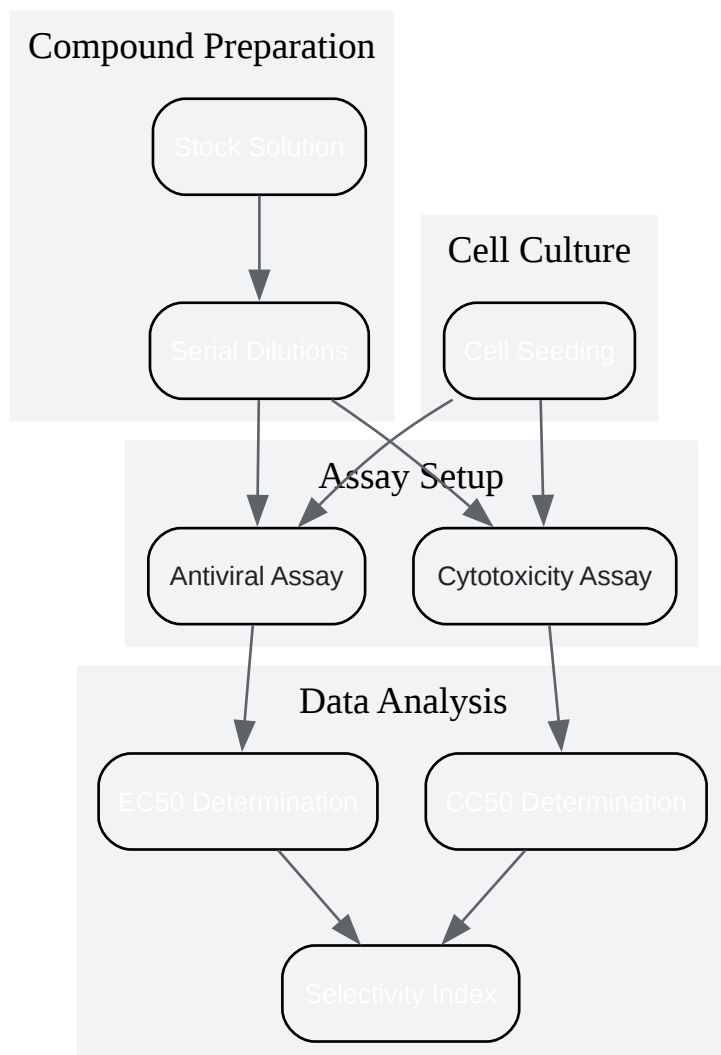 Compound Preparation
Stock Solution
Cell Culture
Serial Dilutions
Cell Seeding
Assay Setup
Antiviral Assay
Cytotoxicity Assay
Data Analysis
EC50 Determination
CC50 Determination
Selectivity Index